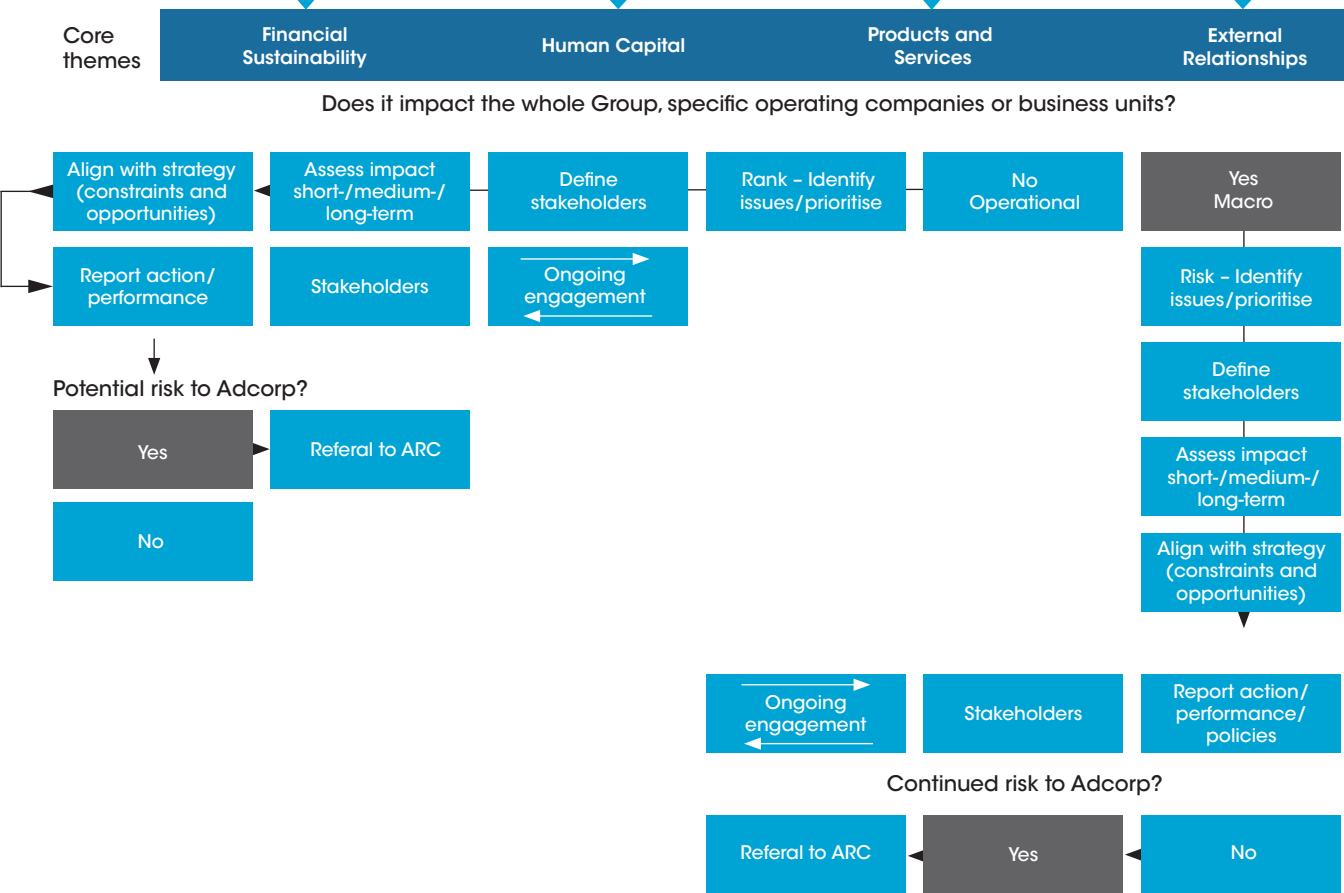 Core
themes
Financial
Sustainability
Human Capital
Products and
Services
External
Relationships
Does it impact the whole Group, specific operating companies or business units?
Align with strategy
(constraints and
opportunities)
Assess impact
short-/medium-/
long-term
Define
stakeholders
Rank – Identify
issues/prioritise
No
Operational
Yes
Macro
Report action/
performance
Stakeholders
Ongoing
engagement
Risk – Identify
issues/prioritise
Potential risk to Adcorp?
Define
stakeholders
Yes
Referal to ARC
Assess impact
short-/medium-/
long-term
No
Align with strategy
(constraints and
opportunities)
Ongoing
engagement
Stakeholders
Report action/
performance/
policies
Continued risk to Adcorp?
Referal to ARC
Yes
No